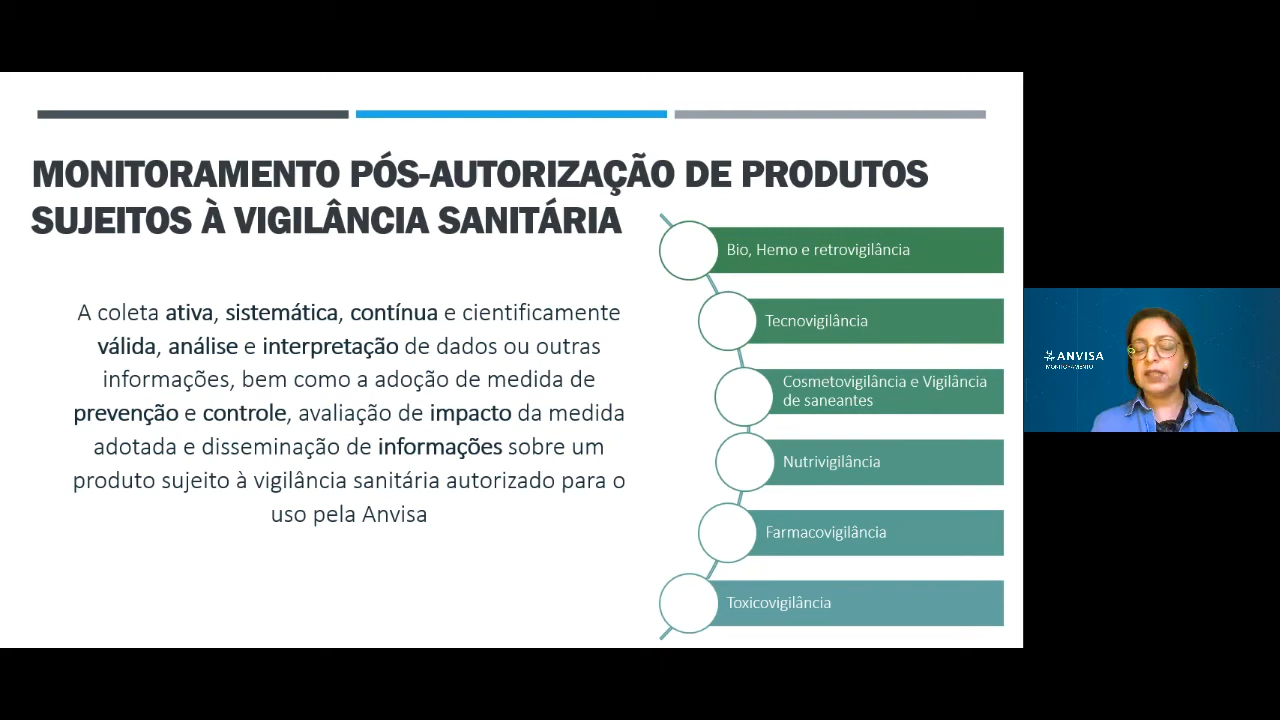 MONITORAMENTO PÓS-AUTORIZAÇÃO DE PRODUTOS
SUJEITOS À VIGILÂNCIA SANITÁRIA
A coleta ativa, sistemática, contínua e cientificamente
válida, análise e interpretação de dados ou outras
informações, bem como a adoção de medida de
prevenção e controle, avaliação de impacto da medida
adotada e disseminação de informações sobre um
produto sujeito à vigilância sanitária autorizado para o
uso pela Anvisa
Bio, Hemo e retrovigilância
Tecnovigilância
Cosmetovigilância e Vigilância
de saneantes
Nutrivigilância
Farmacovigilância
Toxicovigilância
ANVISA
MONITORAMENTO